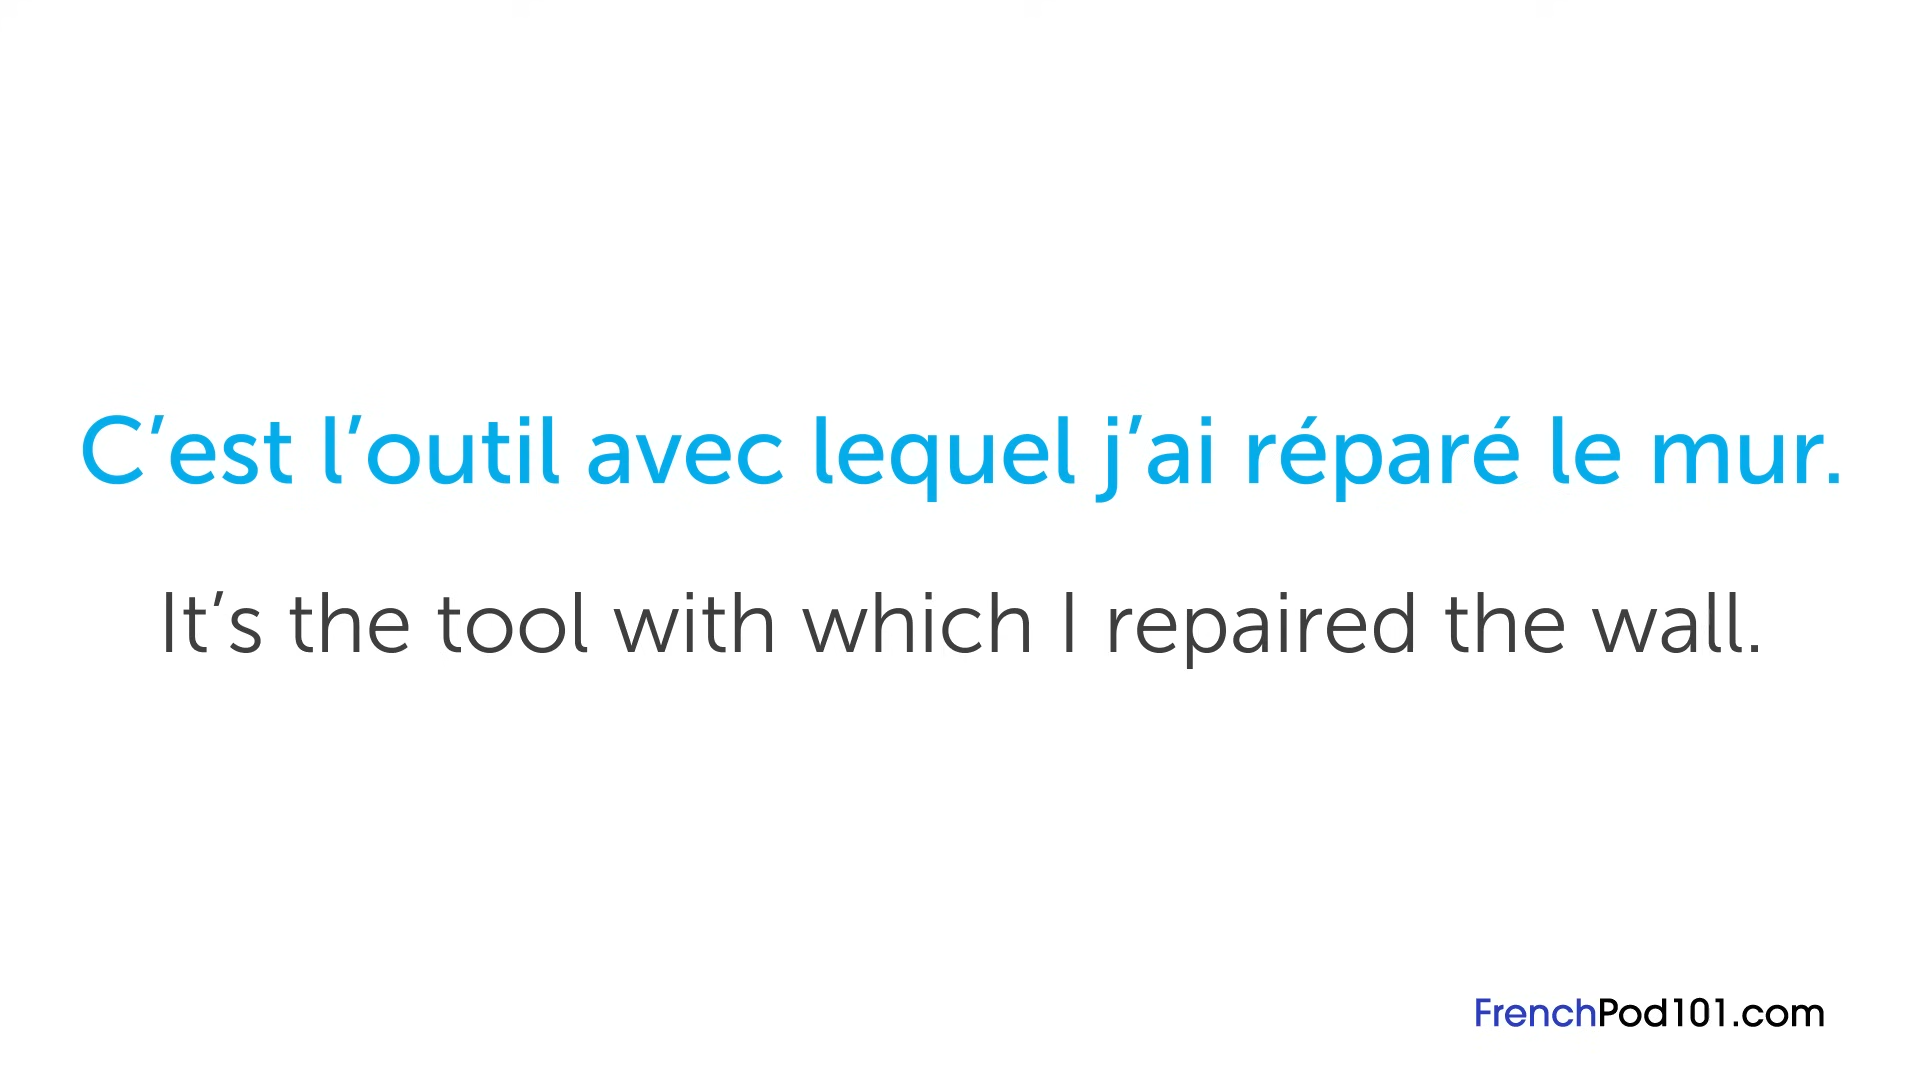 C’est l’outil avec lequel j’ai réparé le mur.
It’s the tool with which I repaired the wall.
FrenchPod101.com